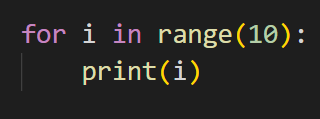 for i in range(10):
    print(i)